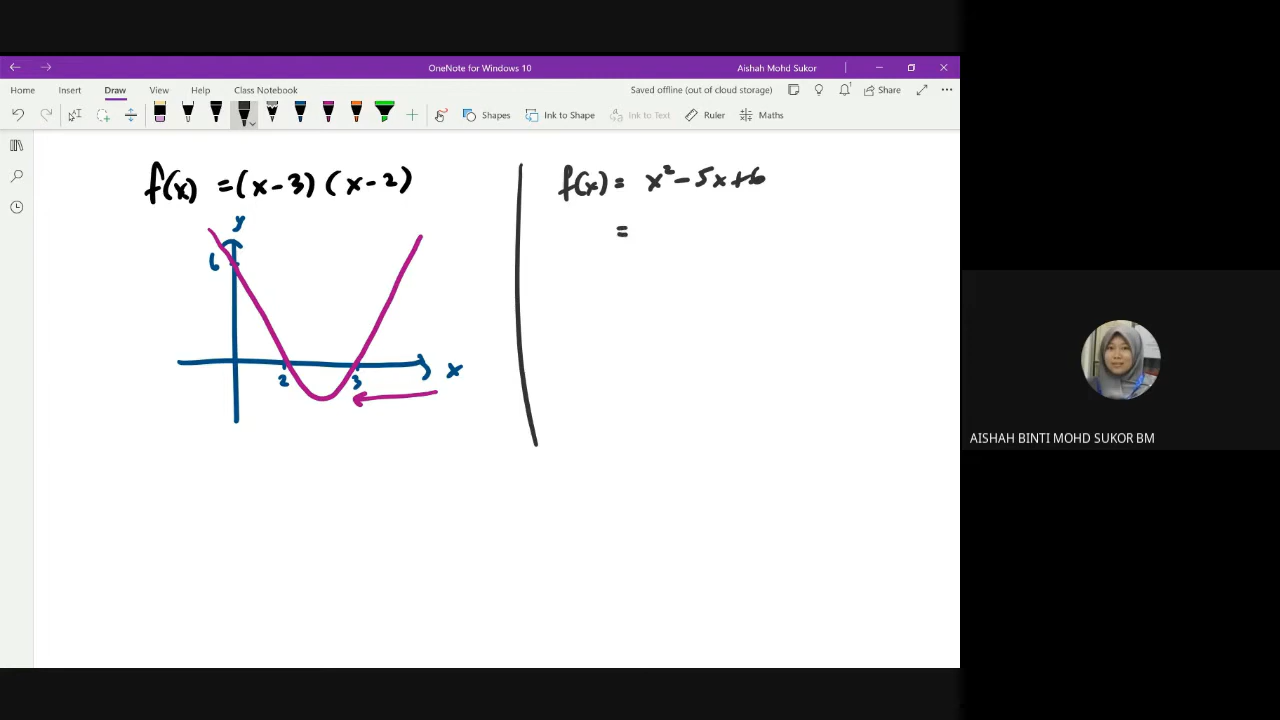 OneNote for Windows 10
Aishah Mohd Sukor
Home Insert Draw View Help Class Notebook
Saved offline (out of cloud storage)
Share
Shapes
Ink to Shape
Ink to Text
Ruler
Maths
f(x) = (x-3)(x-2)
y
6
2
3
x
f(x) = x²-5x+6
=
AISHAH BINTI MOHD SUKOR BM